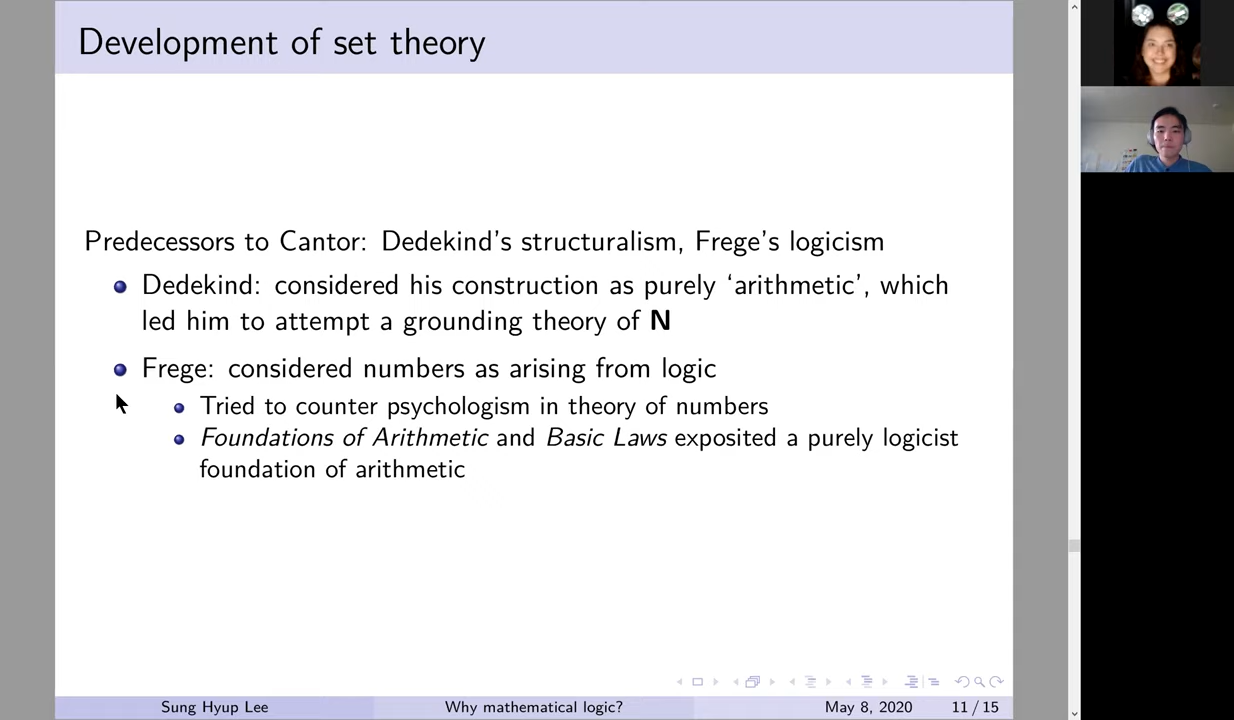 Development of set theory
Predecessors to Cantor: Dedekind's structuralism, Frege's logicism
Dedekind: considered his construction as purely ‘arithmetic’, which
led him to attempt a grounding theory of N
Frege: considered numbers as arising from logic
Tried to counter psychologism in theory of numbers
Foundations of Arithmetic and Basic Laws exposited a purely logicist
foundation of arithmetic
Sung Hyup Lee Why mathematical logic? May 8, 2020 11 / 15